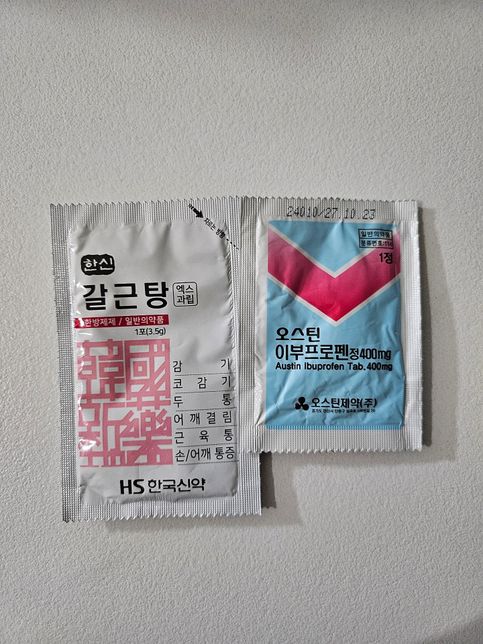 한신
갈근탕 엑스
과립
한방제제 / 일반의약품
1포(3.5g)
감 기
코 감 기
두 통
어 깨 결 림
근 육 통
손/어깨 통증
HS 한국신약
24010/27.10.23
일반의약품
1정
오스틴
이부프로펜정400mg
Austin Ibuprofen Tab. 400mg
오스틴제약(주)